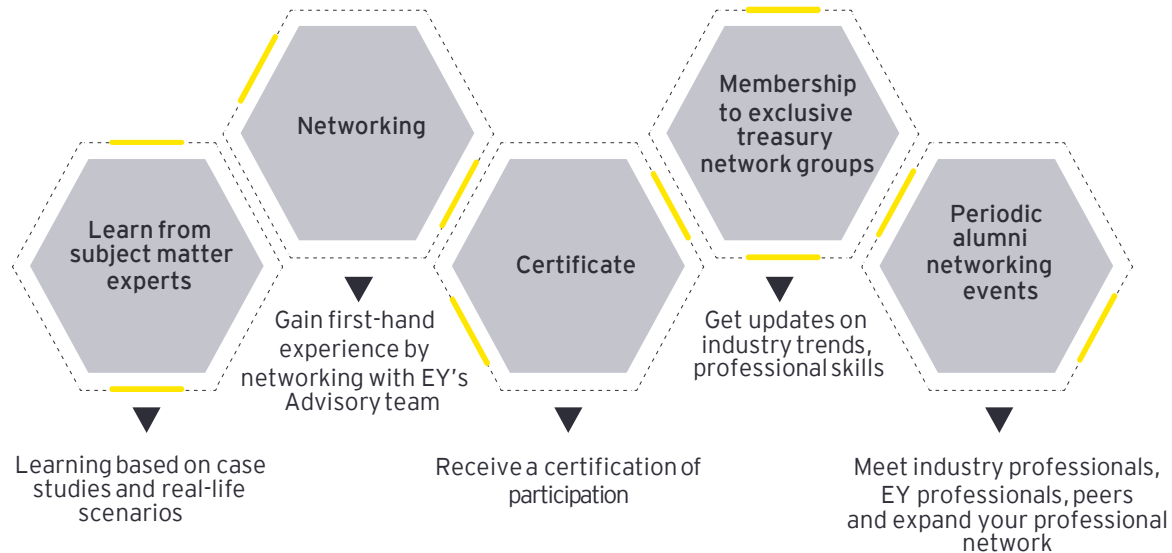 Learn from
subject matter
experts
Learning based on case
studies and real-life
scenarios
Networking
Gain first-hand
experience by
networking with EY's
Advisory team
Certificate
Receive a certification of
participation
Membership
to exclusive
treasury
network groups
Get updates on
industry trends,
professional skills
Periodic
alumni
networking
events
Meet industry professionals,
EY professionals, peers
and expand your professional
network